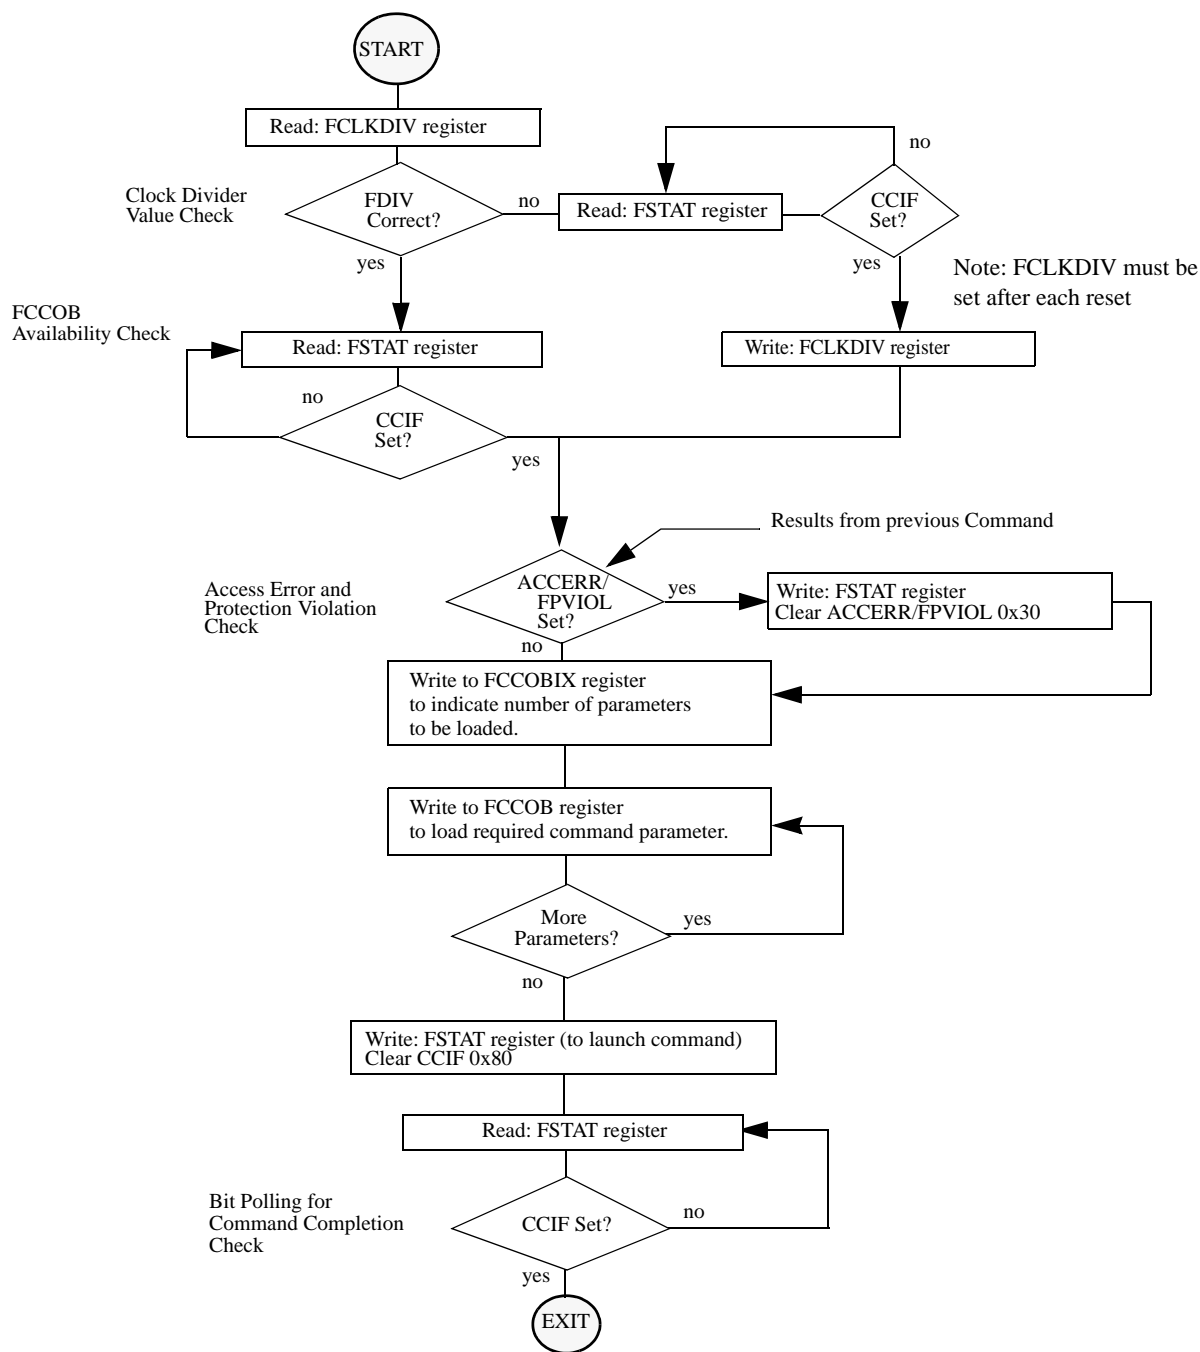 START
Read: FCLKDIV register
no
Clock Divider
Value Check
FDIV
Correct?
no
Read: FSTAT register
CCIF
Set?
yes
yes
Note: FCLKDIV must be
set after each reset
FCCOB
Availability Check
Read: FSTAT register
Write: FCLKDIV register
no
CCIF
Set?
yes
Results from previous Command
Access Error and
Protection Violation
Check
ACCERR/
FPVIOL
Set?
yes
Write: FSTAT register
Clear ACCERR/FPVIOL 0x30
no
Write to FCCOBIX register
to indicate number of parameters
to be loaded.
Write to FCCOB register
to load required command parameter.
More
Parameters?
yes
no
Write: FSTAT register (to launch command)
Clear CCIF 0x80
Read: FSTAT register
Bit Polling for
Command Completion
Check
CCIF Set?
no
yes
EXIT